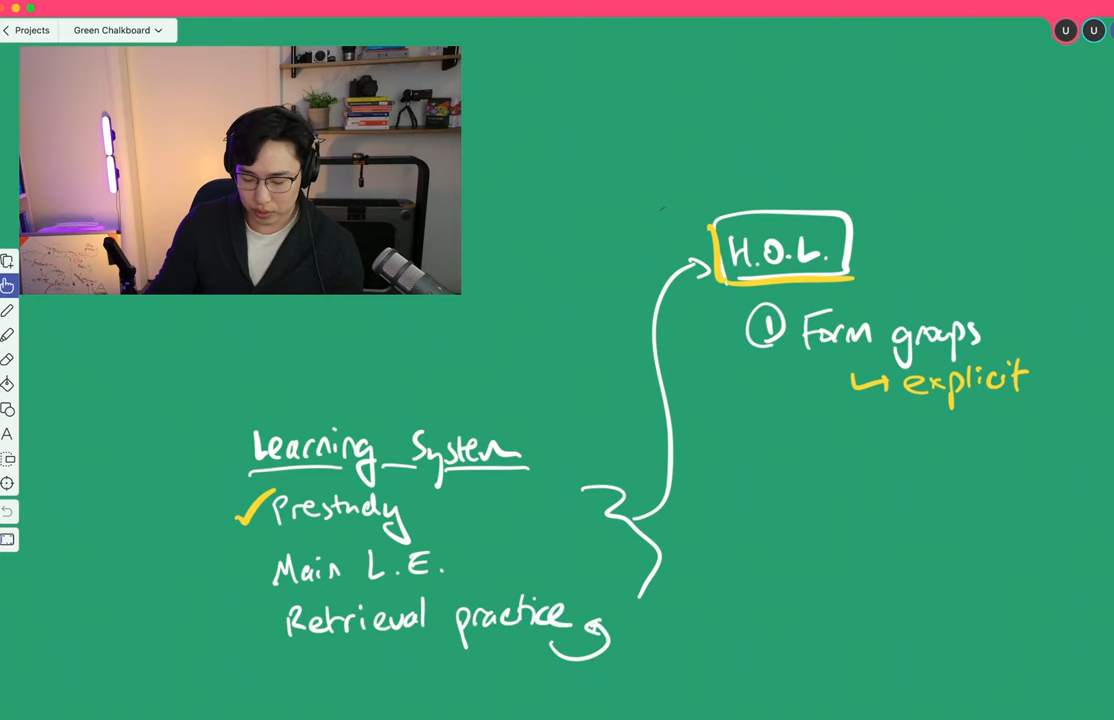 Projects
Green Chalkboard
U
U
H.O.L.
① Form groups
↳ explicit
Learning System
✓ Prestudy
Main L.E.
Retrieval practice
A